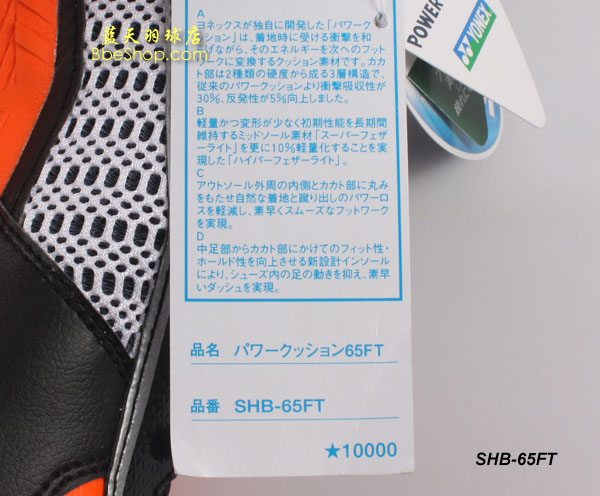 蓝天羽球店
BbeShop.com
A
ヨネックスが独自に開発した「パワーク
ッション」は、着地時に受ける衝撃を和
げながら、そのエネルギーを次へのフット
ークに変換するクッション素材です。カカ
ト部は2種類の硬度から成る3層構造で、
従来のパワークッションより衝撃吸収性が
30%、反発性が5%向上しました。
B
軽量かつ変形が少なく初期性能を長期間
維持するミッドソール素材「スーパーフェザ
ーライト」を更に10%軽量化することを実
現した「ハイパーフェザーライト」。
C
アウトソール外周の内側とカカト部に丸み
をもたせ自然な着地と蹴り出しのパワーロ
スを軽減し、素早くスムーズなフットワーク
を実現。
D
中足部からカカト部にかけてのフィット性・
ホールド性を向上させる新設計インソール
により、シューズ内の足の動きを抑え、素早
いダッシュを実現。
品名 パワークッション65FT
品番 SHB-65FT
★10000
POWER
YONEX
SHB-65FT